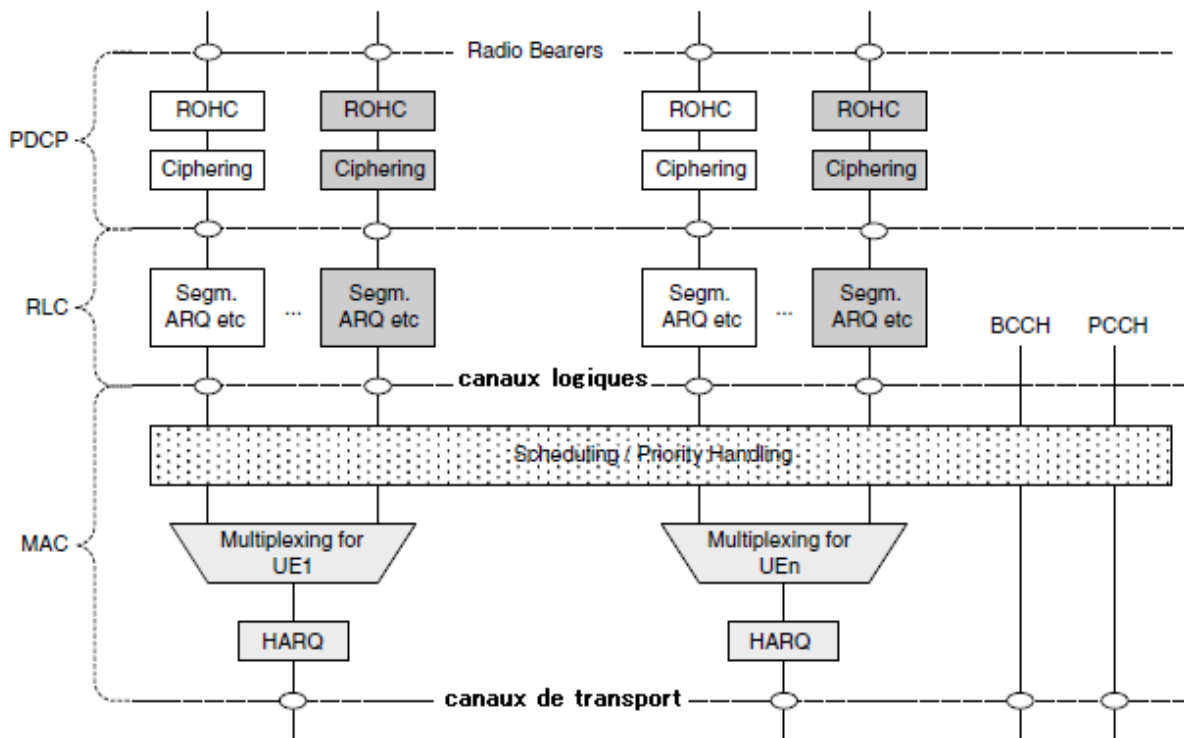 Radio Bearers
PDCP
ROHC
ROHC
ROHC
ROHC
Ciphering
Ciphering
Ciphering
Ciphering
RLC
Segm.
ARQ etc
...
Segm.
ARQ etc
Segm.
ARQ etc
...
Segm.
ARQ etc
BCCH
PCCH
canaux logiques
Scheduting / Priority Handling
MAC
Multiplexing for
UE1
Multiplexing for
UEn
HARQ
HARQ
canaux de transport